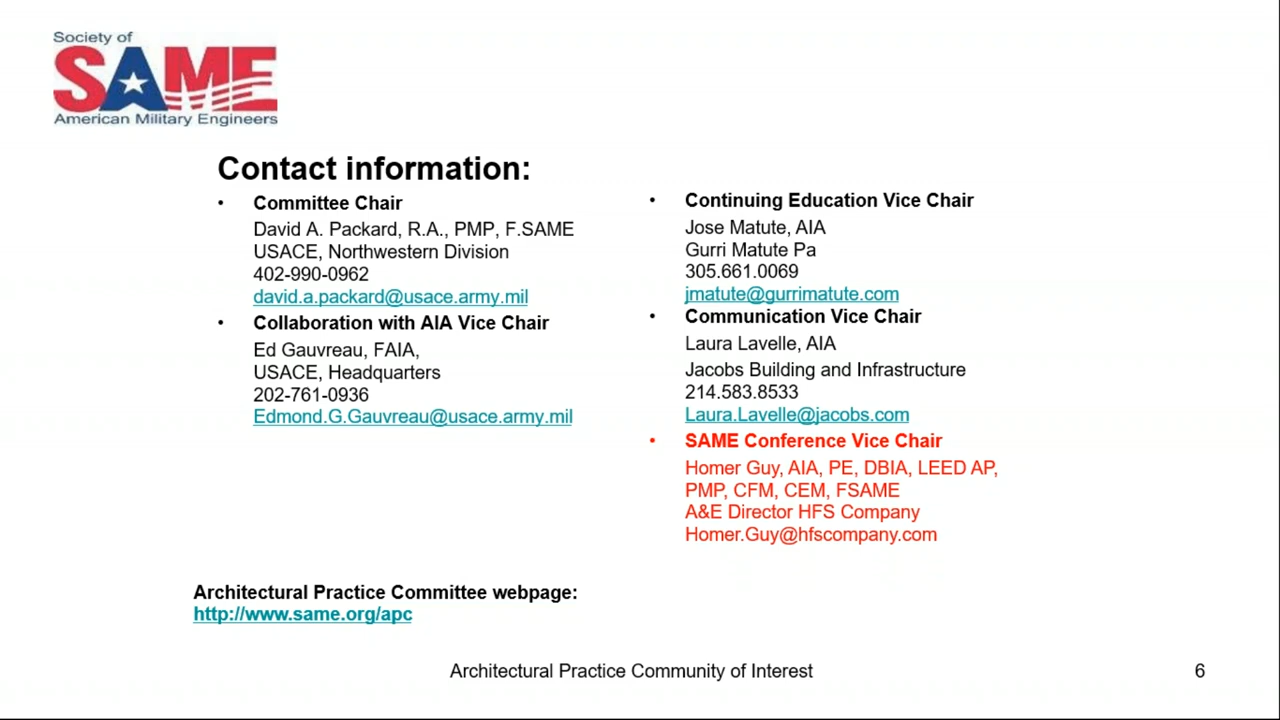 Society of
SAME
American Military Engineers
Contact information:
• Committee Chair
David A. Packard, R.A., PMP, F.SAME
USACE, Northwestern Division
402-990-0962
david.a.packard@usace.army.mil
• Collaboration with AIA Vice Chair
Ed Gauvreau, FAIA,
USACE, Headquarters
202-761-0936
Edmond.G.Gauvreau@usace.army.mil
• Continuing Education Vice Chair
Jose Matute, AIA
Gurri Matute Pa
305.661.0069
jmatute@gurrimatute.com
• Communication Vice Chair
Laura Lavelle, AIA
Jacobs Building and Infrastructure
214.583.8533
Laura.Lavelle@jacobs.com
• SAME Conference Vice Chair
Homer Guy, AIA, PE, DBIA, LEED AP,
PMP, CFM, CEM, FSAME
A&E Director HFS Company
Homer.Guy@hfscompany.com
Architectural Practice Committee webpage:
http://www.same.org/apc
Architectural Practice Community of Interest
6